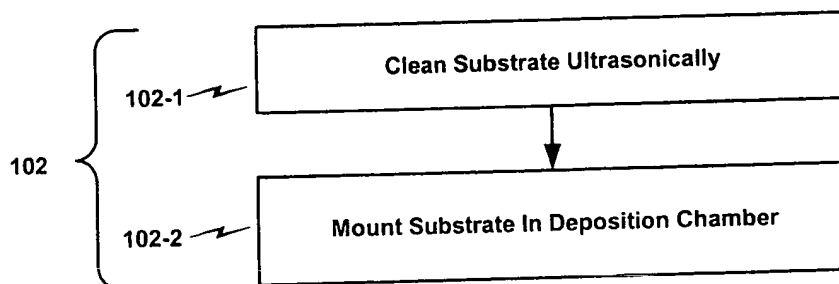 Clean Substrate Ultrasonically
102-1
102
Mount Substrate In Deposition Chamber
102-2